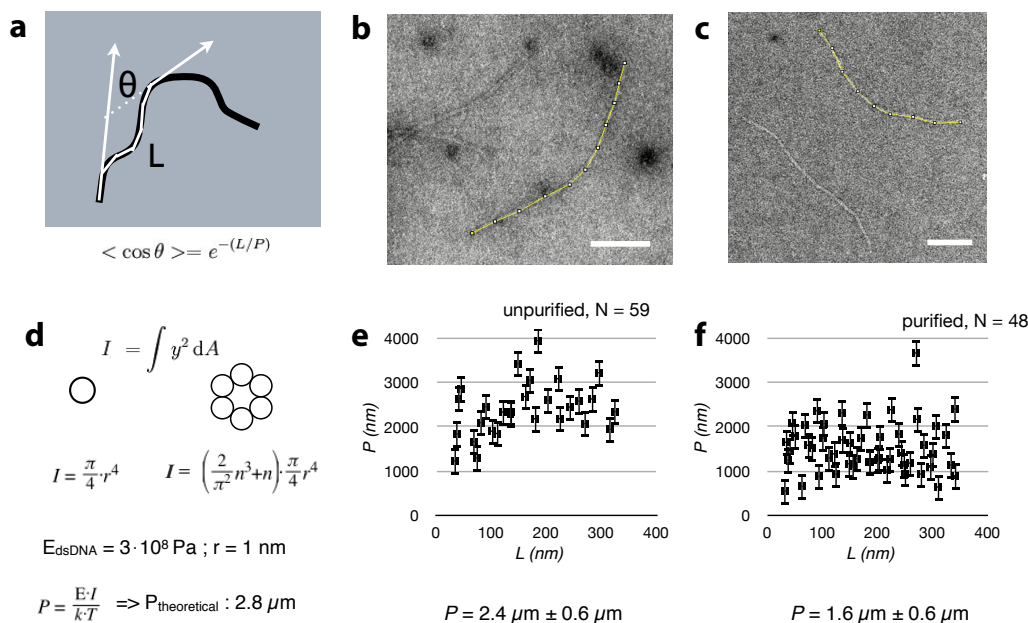 a
θ
L
< cos θ >= e^{-(L/P)}
b
c
d
I = ∫ y² dA
I = π/4 · r⁴
I = (2/π² n³+n) · π/4 r⁴
E_dsDNA = 3·10⁸ Pa ; r = 1 nm
P = E·I/k·T => P_theoretical : 2.8 µm
e
unpurified, N = 59
4000
3000
2000
1000
0
P (nm)
0 100 200 300 400
L (nm)
P = 2.4 µm ± 0.6 µm
f
purified, N = 48
4000
3000
2000
1000
0
P (nm)
0 100 200 300 400
L (nm)
P = 1.6 µm ± 0.6 µm